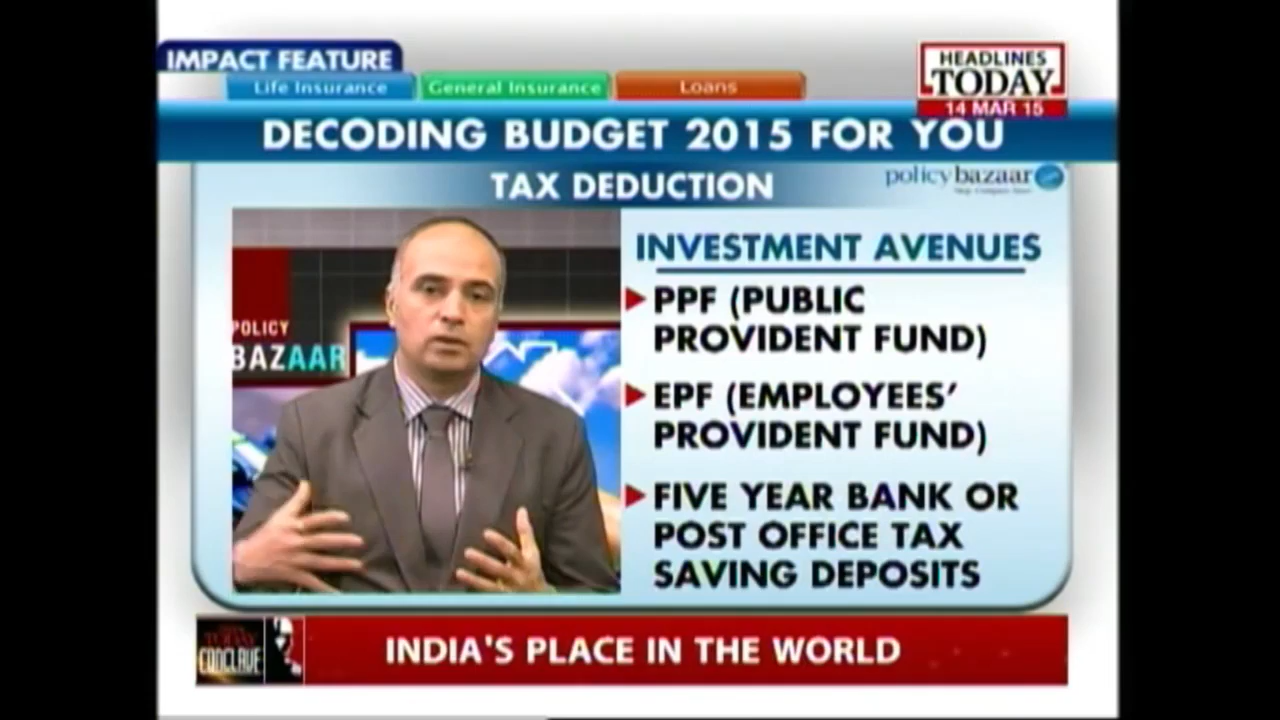 IMPACT FEATURE
HEADLINES
TODAY
14 MAR 15
Life Insurance
General Insurance
Loans
DECODING BUDGET 2015 FOR YOU
TAX DEDUCTION
policybazaar
POLICY
BAZAAR
INVESTMENT AVENUES
PPF (PUBLIC
PROVIDENT FUND)
EPF (EMPLOYEES’
PROVIDENT FUND)
FIVE YEAR BANK OR
POST OFFICE TAX
SAVING DEPOSITS
TODAY
CONCLAVE
INDIA'S PLACE IN THE WORLD